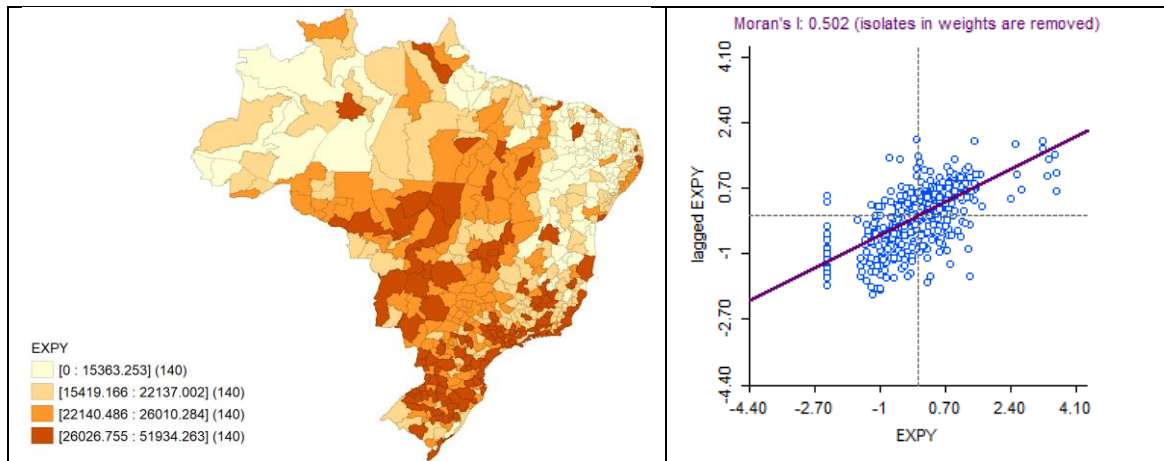 EXPY
[0 : 15363.253] (140)
[15419.166 : 22137.002] (140)
[22140.486 : 26010.284] (140)
[26026.755 : 51934.263] (140)
Moran's I: 0.502 (isolates in weights are removed)
4.10
2.40
0.70
-1
-2.70
-4.40
lagged EXPY
-4.40 -2.70 -1 0.70 2.40 4.10
EXPY